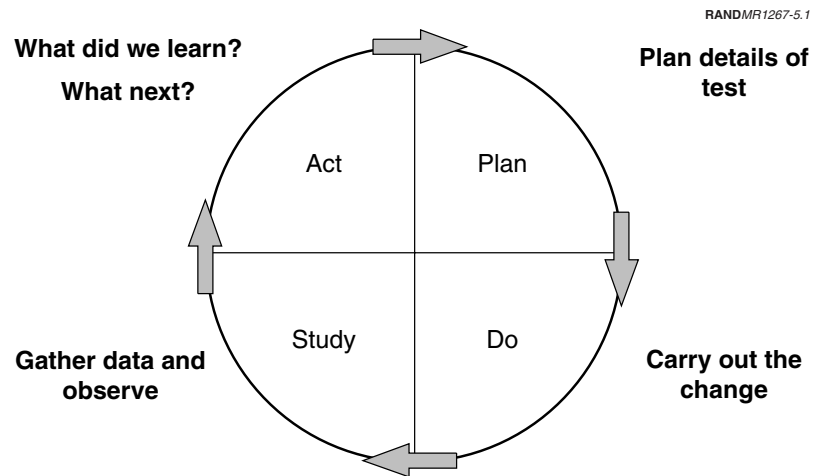 RANDMR1267-5.1
What did we learn?
What next?
Plan details of
test
Act
Plan
Study
Do
Gather data and
observe
Carry out the
change